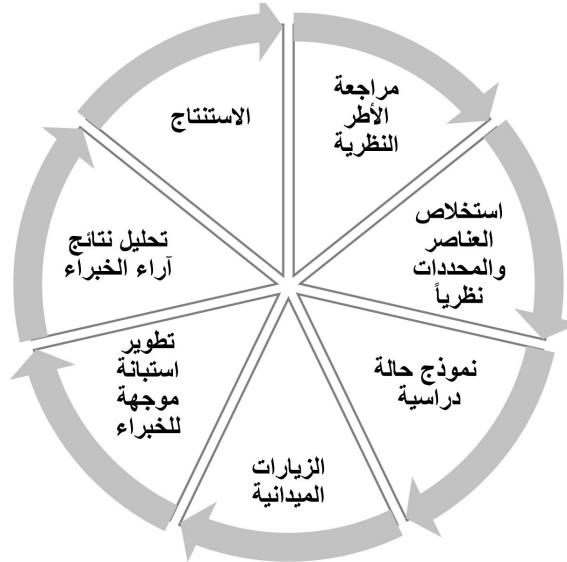 مراجعة
الأطر
النظرية
استخلاص
العناصر
والمحددات
نظرياً
نموذج حالة
دراسية
الزيارات
الميدانية
تطوير
استبانة
موجهة
للخبراء
تحليل نتائج
آراء الخبراء
الاستنتاج